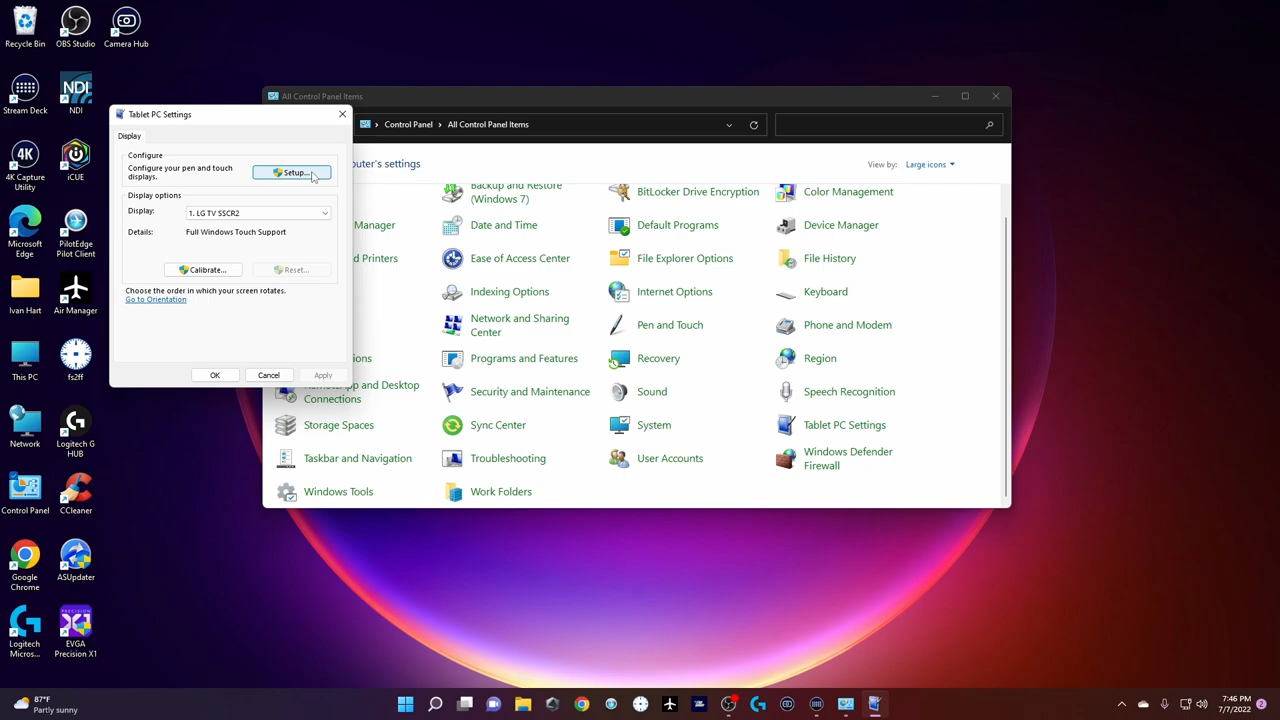 Recycle Bin
OBS Studio
Camera Hub
Stream Deck
NDI
NDI
4K
4K Capture
Utility
iCUE
Microsoft
Edge
PilotEdge
Pilot Client
Ivan Hart
Air Manager
This PC
fs2ff
Network
Logitech G
HUB
Control Panel
CCleaner
Google
Chrome
ASUpdater
Logitech
Micros...
PRECISION
X1
EVGA
Precision X1
Tablet PC Settings
Display
Configure
Configure your pen and touch
displays.
Setup...
Display options
Display:
1. LG TV SSCR2
Details:
Full Windows Touch Support
Calibrate...
Reset...
Choose the order in which your screen rotates.
Go to Orientation
OK
Cancel
Apply
All Control Panel Items
Control Panel
All Control Panel Items
puter's settings
View by:
Large icons
Backup and Restore
(Windows 7)
BitLocker Drive Encryption
Color Management
Manager
Date and Time
Default Programs
Device Manager
d Printers
Ease of Access Center
File Explorer Options
File History
Indexing Options
Internet Options
Keyboard
Network and Sharing
Center
Pen and Touch
Phone and Modem
ions
Programs and Features
Recovery
Region
RemoteApp and Desktop
Connections
Security and Maintenance
Sound
Speech Recognition
Storage Spaces
Sync Center
System
Tablet PC Settings
Taskbar and Navigation
Troubleshooting
User Accounts
Windows Defender
Firewall
Windows Tools
Work Folders
87°F
Partly sunny
7:46 PM
7/7/2022
2